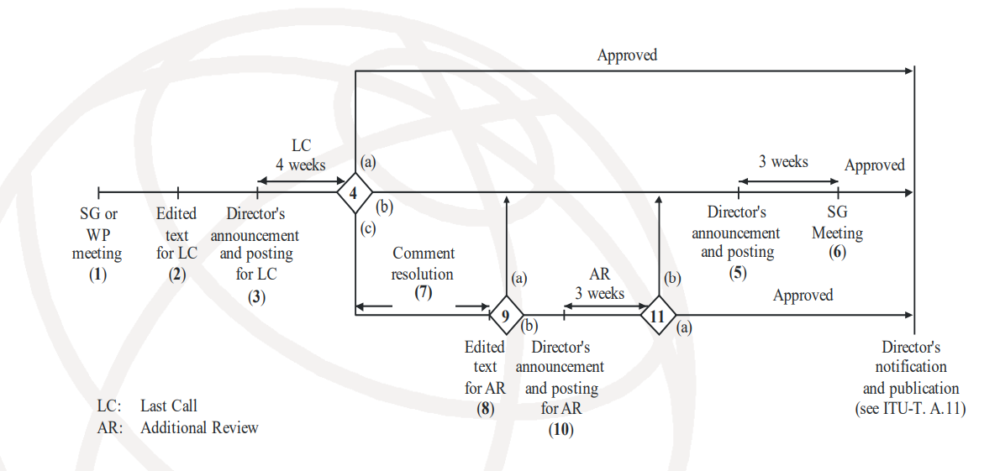 Approved
LC
4 weeks
(a)
4
(b)
(c)
3 weeks
Approved
SG or
WP
meeting
(1)
Edited
text
for LC
(2)
Director's
announcement
and posting
for LC
(3)
Comment
resolution
(7)
Director's
announcement
and posting
(5)
SG
Meeting
(6)
(a)
9
(b)
AR
3 weeks
(b)
11
(a)
Approved
Edited
text
for AR
(8)
Director's
announcement
and posting
for AR
(10)
Director's
notification
and publication
(see ITU-T. A.11)
LC: Last Call
AR: Additional Review